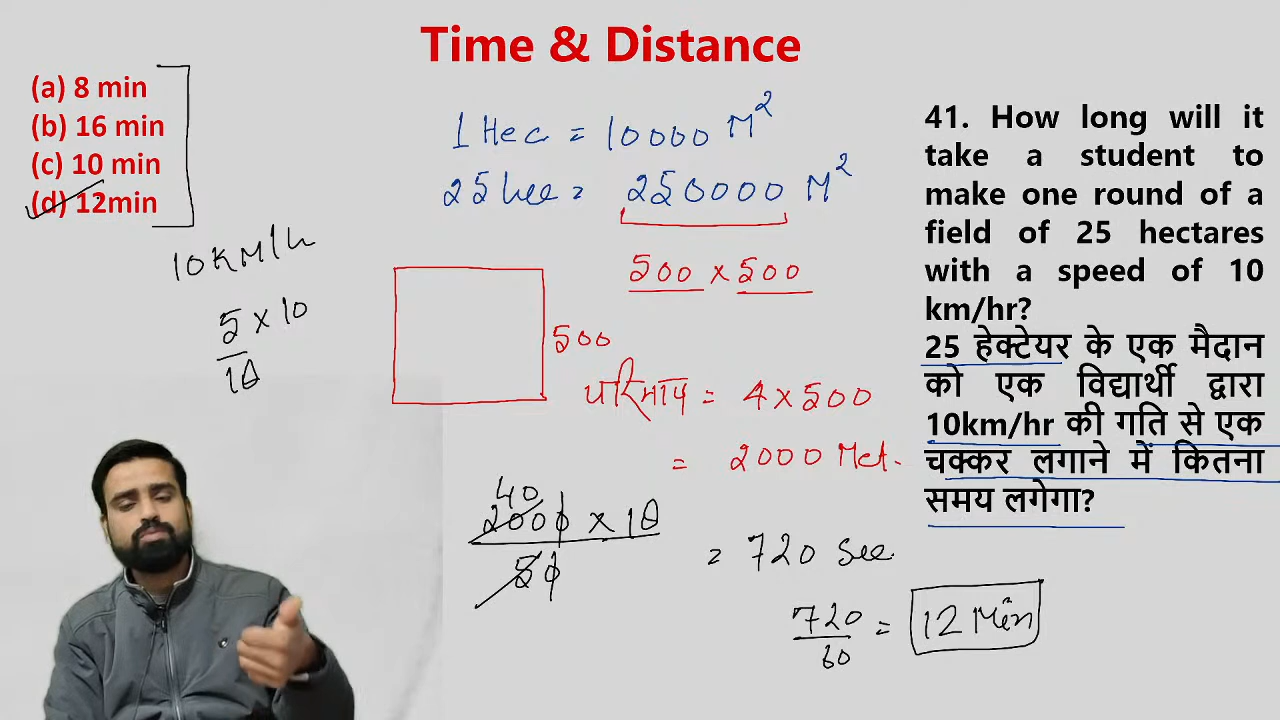 Time & Distance
(a) 8 min
(b) 16 min
(c) 10 min
(d) 12min
10KM/h
5 × 10
18
1 Hec = 10000 M²
25 hec = 250000 M²
500 × 500
500
परिमाप = 4 × 500
= 2000 Met.
40
2000 × 18
50
= 720 Sec
720
60
= 12 Min
41. How long will it
take a student to
make one round of a
field of 25 hectares
with a speed of 10
km/hr?
25 हेक्टेयर के एक मैदान
को एक विद्यार्थी द्वारा
10km/hr की गति से एक
चक्कर लगाने में कितना
समय लगेगा?